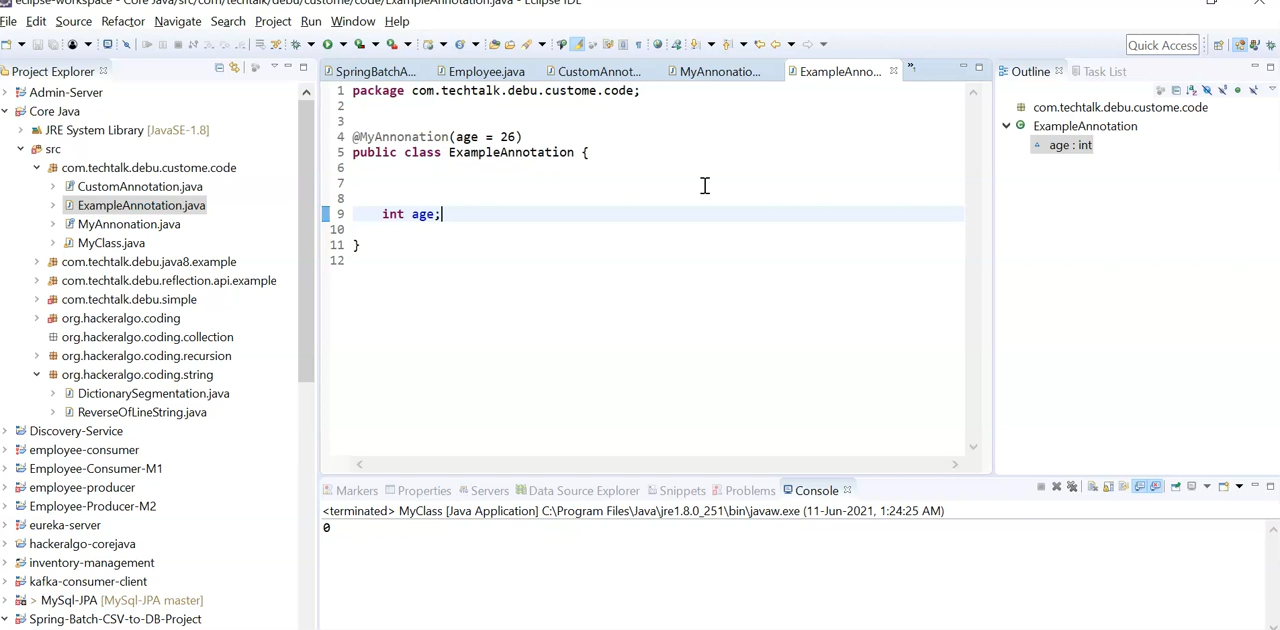 eclipse-workspace - Core Java/src/com/techtalk/debu/custome/code/ExampleAnnotation.java - Eclipse IDE
File Edit Source Refactor Navigate Search Project Run Window Help
Quick Access
Project Explorer
Admin-Server
Core Java
JRE System Library [JavaSE-1.8]
src
com.techtalk.debu.custome.code
CustomAnnotation.java
ExampleAnnotation.java
MyAnnonation.java
MyClass.java
com.techtalk.debu.java8.example
com.techtalk.debu.reflection.api.example
com.techtalk.debu.simple
org.hackeralgo.coding
org.hackeralgo.coding.collection
org.hackeralgo.coding.recursion
org.hackeralgo.coding.string
DictionarySegmentation.java
ReverseOfLineString.java
Discovery-Service
employee-consumer
Employee-Consumer-M1
employee-producer
Employee-Producer-M2
eureka-server
hackeralgo-corejava
inventory-management
kafka-consumer-client
> MySql-JPA [MySql-JPA master]
Spring-Batch-CSV-to-DB-Project
SpringBatchA... Employee.java CustomAnnot... MyAnnonatio... ExampleAnno...
1 package com.techtalk.debu.custome.code;
2
3
4 @MyAnnonation(age = 26)
5 public class ExampleAnnotation {
6
7
8
9 int age;
10
11 }
12
Outline Task List
com.techtalk.debu.custome.code
ExampleAnnotation
age : int
Markers Properties Servers Data Source Explorer Snippets Problems Console
<terminated> MyClass [Java Application] C:\Program Files\Java\jre1.8.0_251\bin\javaw.exe (11-Jun-2021, 1:24:25 AM)
0